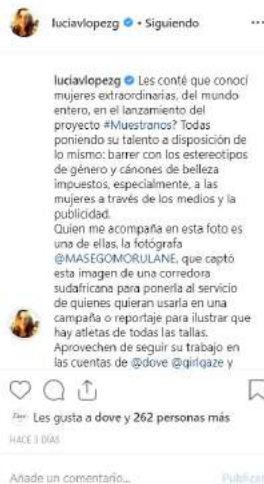 luciavlopezg • Siguiendo
luciavlopezg Les conté que conocí
mujeres extraordinarias, del mundo
entero, en el lanzamiento del
proyecto #Muestranos? Todas
poniendo su talento a disposición de
lo mismo: barrer con los estereotipos
de género y cánones de belleza
impuestos, especialmente, a las
mujeres a través de los medios y la
publicidad.
Quien me acompaña en esta foto es
una de ellas, la fotógrafa
@MASEGOMORULANE, que captó
esta imagen de una corredora
sudafricana para ponerla al servicio
de quienes quieran usarla en una
campaña o reportaje para ilustrar que
hay atletas de todas las tallas.
Aprovechen de seguir su trabajo en
las cuentas de @dove @girlgaze y
Les gusta a dove y 262 personas más
HACE 3 DÍAS
Añade un comentario... Publicar